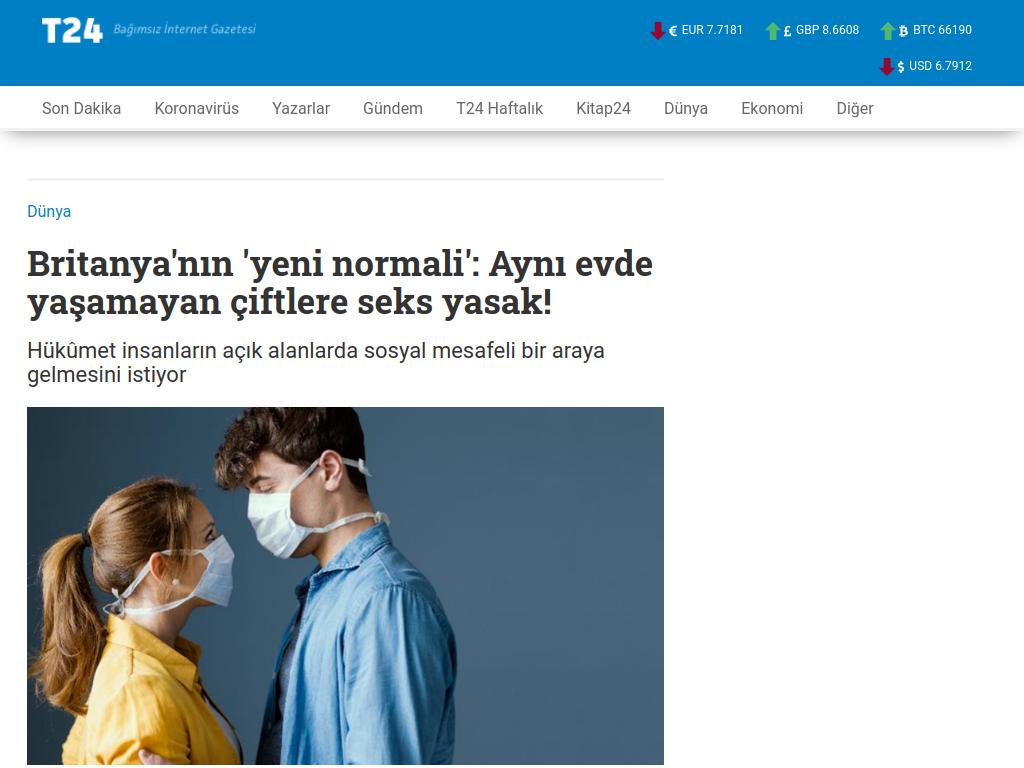 T24 Bağımsız İnternet Gazetesi
€ EUR 7.7181 £ GBP 8.6608 ₿ BTC 66190
$ USD 6.7912
Son Dakika Koronavirüs Yazarlar Gündem T24 Haftalık Kitap24 Dünya Ekonomi Diğer
Dünya
Britanya'nın 'yeni normali': Aynı evde
yaşamayan çiftlere seks yasak!
Hükûmet insanların açık alanlarda sosyal mesafeli bir araya
gelmesini istiyor